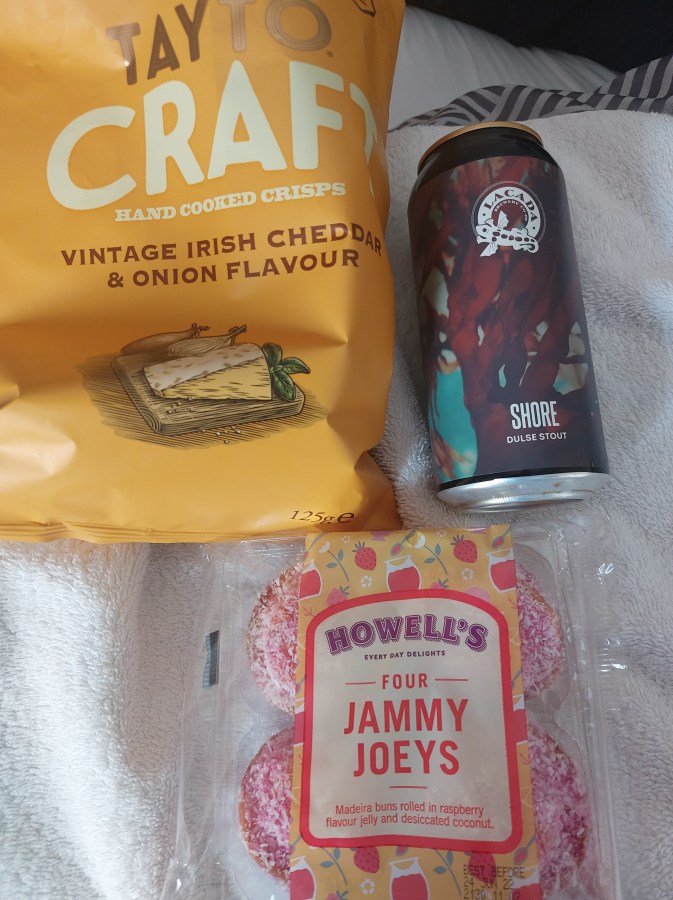 TAYTO
CRAFT
HAND COOKED CRISPS
VINTAGE IRISH CHEDDAR
& ONION FLAVOUR
125g e
LACADA
SHORE
DULSE STOUT
HOWELL'S
EVERY DAY DELIGHTS
FOUR
JAMMY
JOEYS
Madeira buns rolled in raspberry
flavour jelly and desiccated coconut.
BEST BEFORE